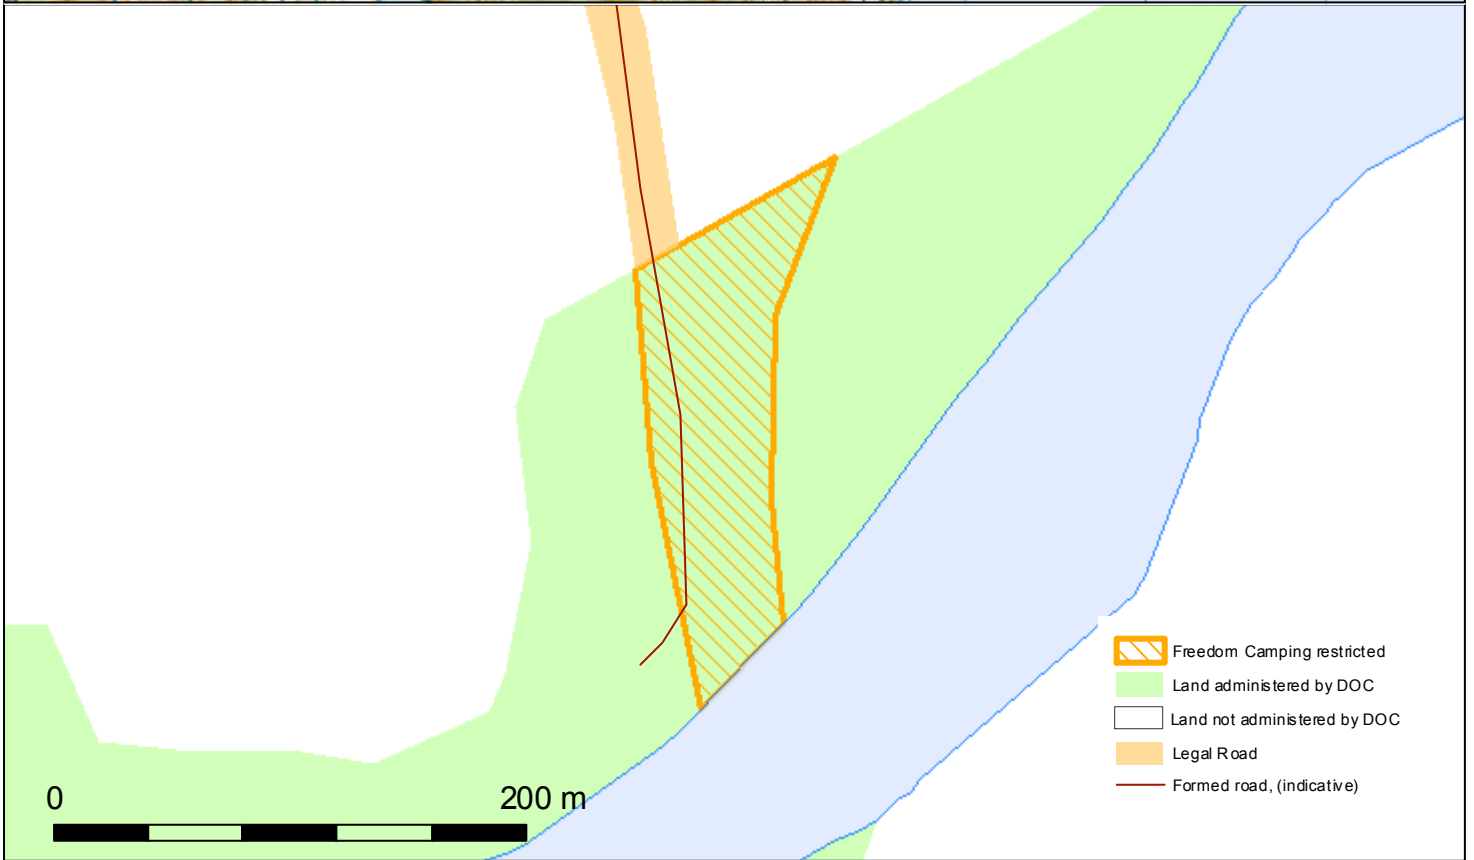 Freedom Camping restricted
Land administered by DOC
Land not administered by DOC
Legal Road
Formed road, (indicative)
0 200 m